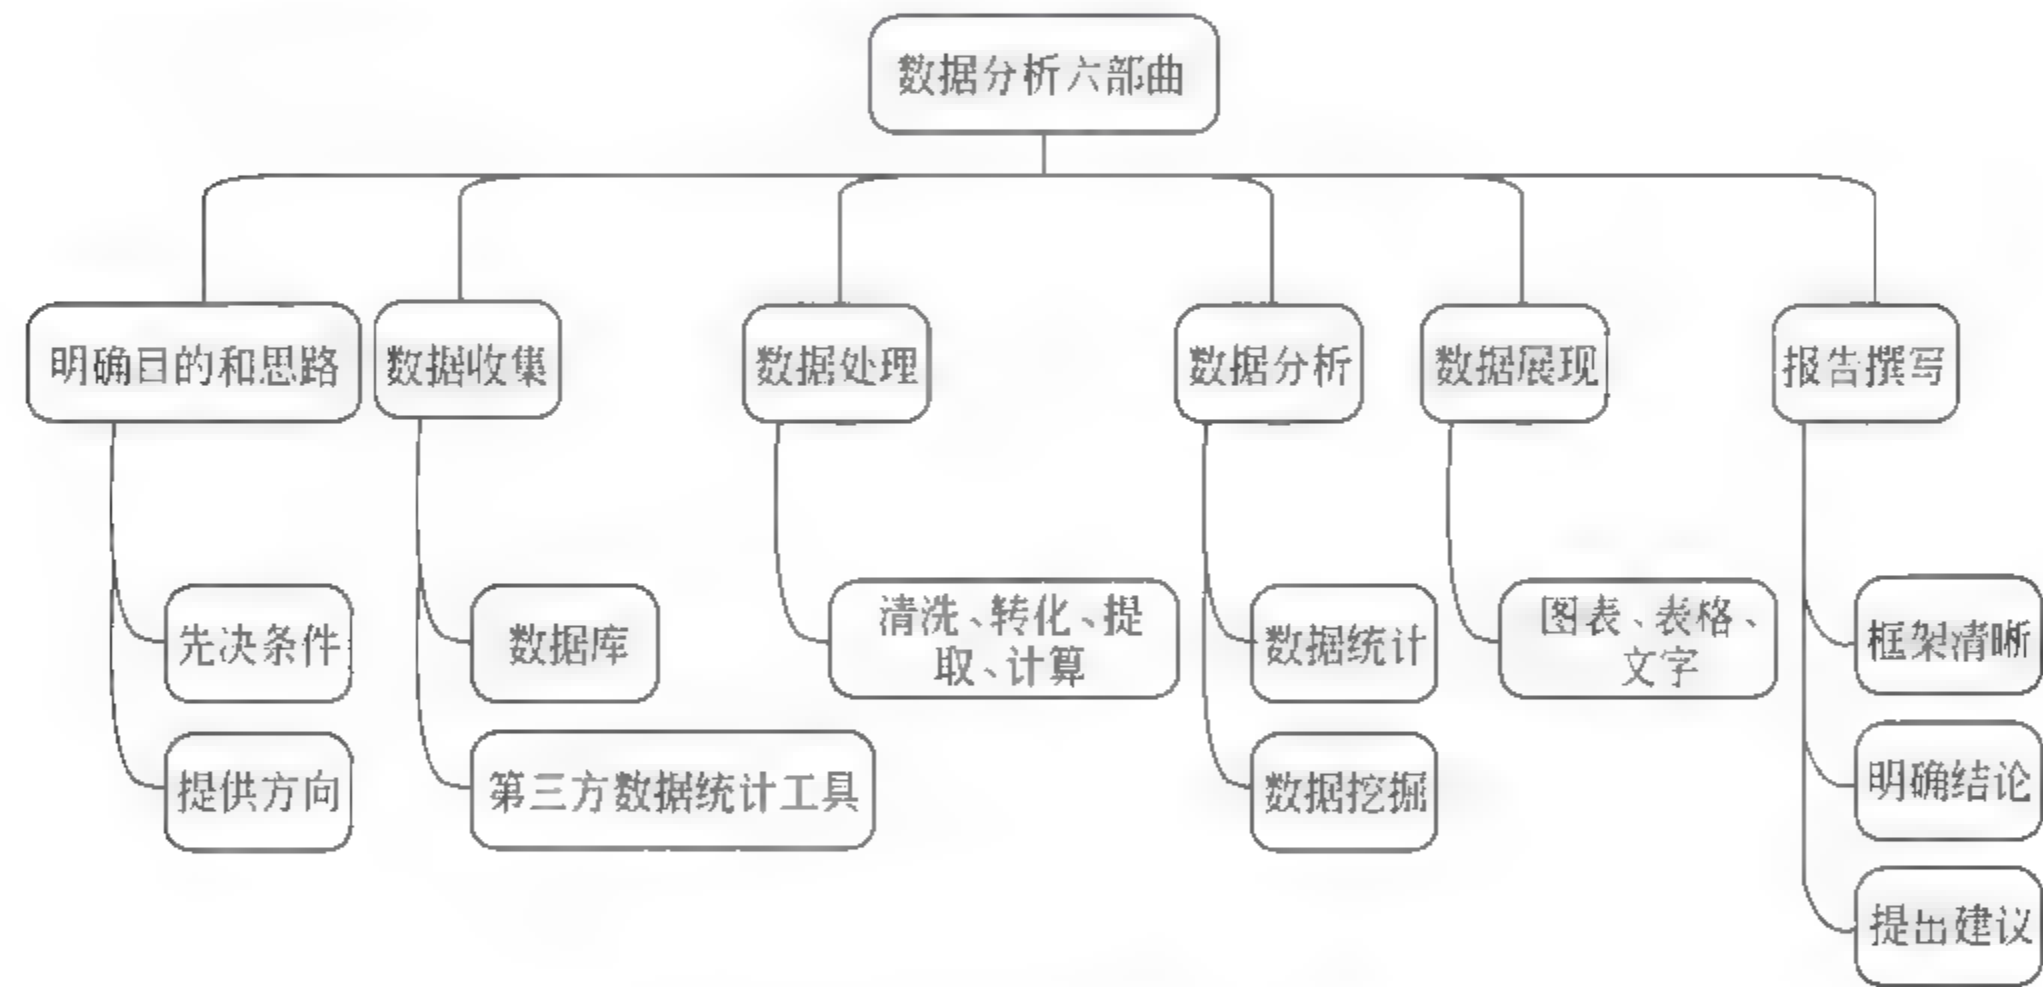 数据分析六部曲
明确目的和思路
数据收集
数据处理
数据分析
数据展现
报告撰写
先决条件
提供方向
数据库
第三方数据统计工具
清洗、转化、提
取、计算
数据统计
数据挖掘
图表、表格、
文字
框架清晰
明确结论
提出建议